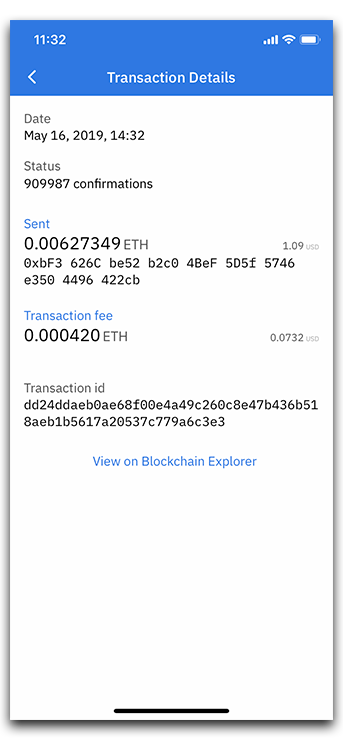 11:32
Transaction Details
Date
May 16, 2019, 14:32
Status
909987 confirmations
Sent
0.00627349 ETH 1.09 USD
0xbF3 626C be52 b2c0 4BeF 5D5f 5746
e350 4496 422cb
Transaction fee
0.000420 ETH 0.0732 USD
Transaction id
dd24ddaeb0ae68f00e4a49c260c8e47b436b51
8aeb1b5617a20537c779a6c3e3
View on Blockchain Explorer